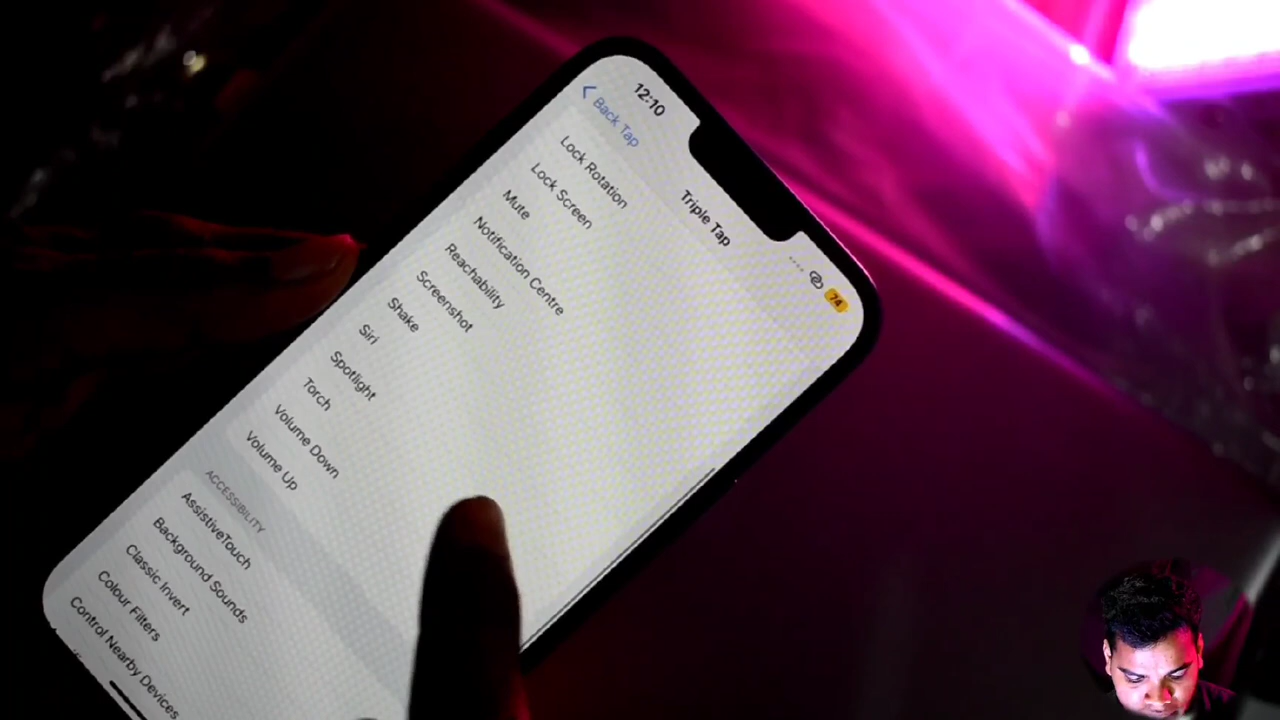 12:10
74
Back Tap
Triple Tap
Lock Rotation
Lock Screen
Mute
Notification Centre
Reachability
Screenshot
Shake
Siri
Spotlight
Torch
Volume Down
Volume Up
ACCESSIBILITY
AssistiveTouch
Background Sounds
Classic Invert
Colour Filters
Control Nearby Devices